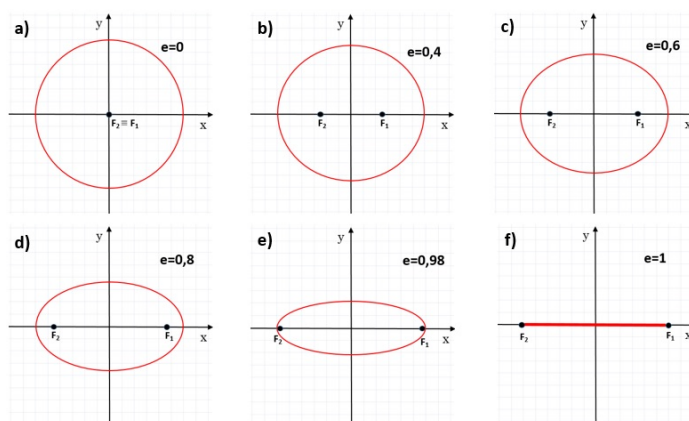 a)
y
e=0
F₂ ≡ F₁
x
b)
y
e=0,4
F₂
F₁
x
c)
y
e=0,6
F₂
F₁
x
d)
y
e=0,8
F₂
F₁
x
e)
y
e=0,98
F₂
F₁
x
f)
y
e=1
F₂
F₁
x